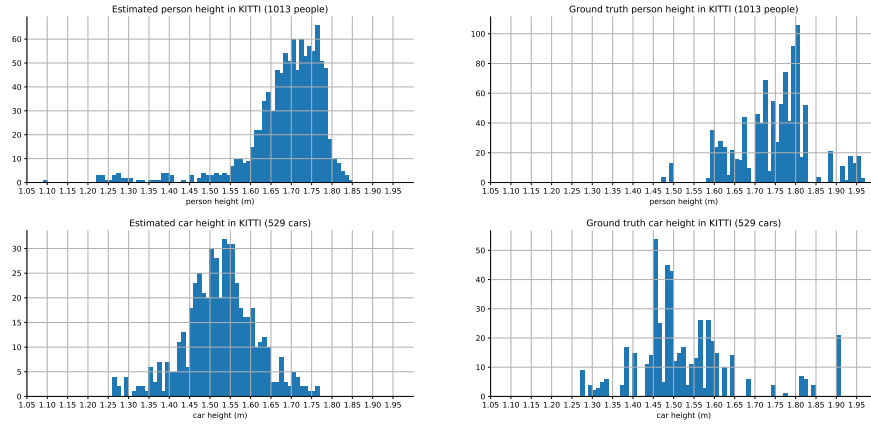 Estimated person height in KITTI (1013 people)
60
50
40
30
20
10
0
1.05 1.10 1.15 1.20 1.25 1.30 1.35 1.40 1.45 1.50 1.55 1.60 1.65 1.70 1.75 1.80 1.85 1.90 1.95
person height (m)
Ground truth person height in KITTI (1013 people)
100
80
60
40
20
0
1.05 1.10 1.15 1.20 1.25 1.30 1.35 1.40 1.45 1.50 1.55 1.60 1.65 1.70 1.75 1.80 1.85 1.90 1.95
person height (m)
Estimated car height in KITTI (529 cars)
30
25
20
15
10
5
0
1.05 1.10 1.15 1.20 1.25 1.30 1.35 1.40 1.45 1.50 1.55 1.60 1.65 1.70 1.75 1.80 1.85 1.90 1.95
car height (m)
Ground truth car height in KITTI (529 cars)
50
40
30
20
10
0
1.05 1.10 1.15 1.20 1.25 1.30 1.35 1.40 1.45 1.50 1.55 1.60 1.65 1.70 1.75 1.80 1.85 1.90 1.95
car height (m)